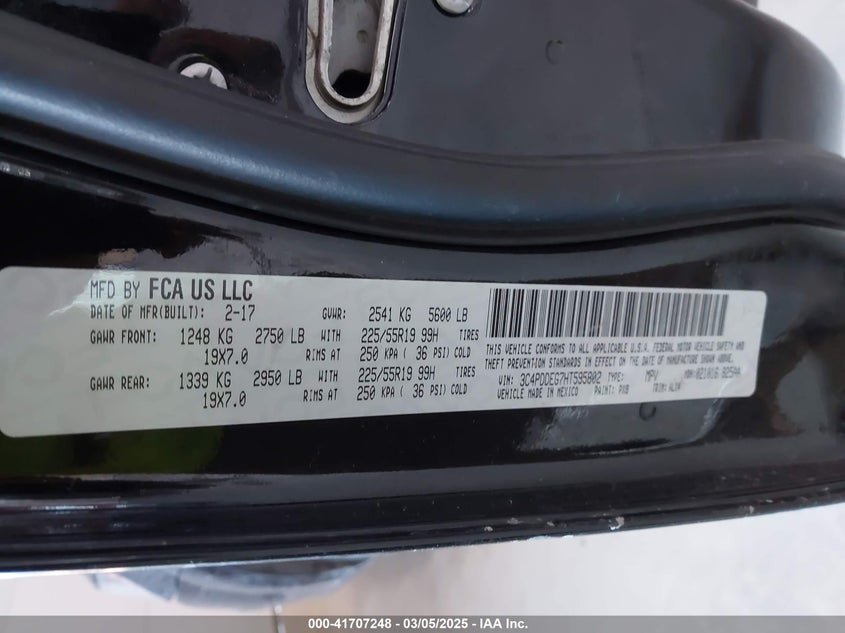 MFD BY FCA US LLC
DATE OF MFR(BUILT): 2-17 GVWR: 2541 KG 5600 LB
GAWR FRONT: 1248 KG 2750 LB WITH 225/55R19 99H TIRES
19X7.0 RIMS AT 250 KPA ( 36 PSI) COLD
GAWR REAR: 1339 KG 2950 LB WITH 225/55R19 99H TIRES
19X7.0 RIMS AT 250 KPA ( 36 PSI) COLD
THIS VEHICLE CONFORMS TO ALL APPLICABLE U.S.A. FEDERAL MOTOR VEHICLE SAFETY AND
THEFT PREVENTION STANDARDS IN EFFECT ON THE DATE OF MANUFACTURE SHOWN ABOVE.
VIN: 3C4PDDEG7HT595802 TYPE: MPV MDH: 021016 825AA
VEHICLE MADE IN MEXICO PAINT: PX8 TRIM:
000-41707248 | 03/05/2025 — © IAA Inc.